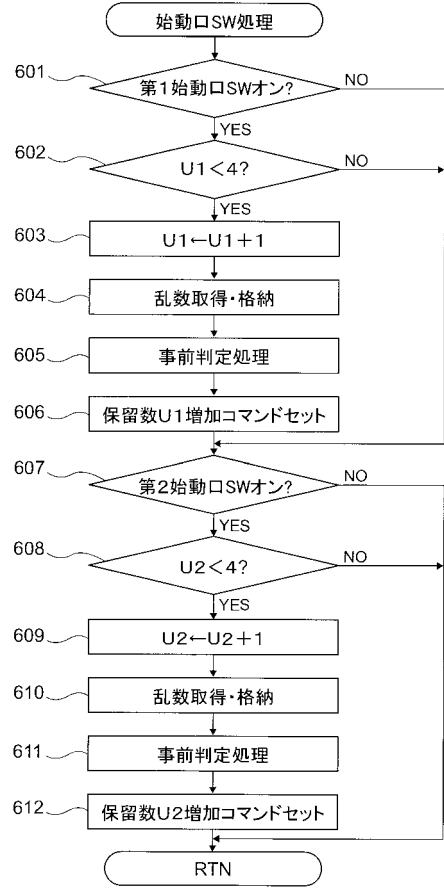 始動口SW処理
601
第1始動口SWオン?
NO
YES
602
U1<4?
NO
YES
603
U1←U1+1
604
乱数取得・格納
605
事前判定処理
606
保留数U1増加コマンドセット
607
第2始動口SWオン?
NO
YES
608
U2<4?
NO
YES
609
U2←U2+1
610
乱数取得・格納
611
事前判定処理
612
保留数U2増加コマンドセット
RTN